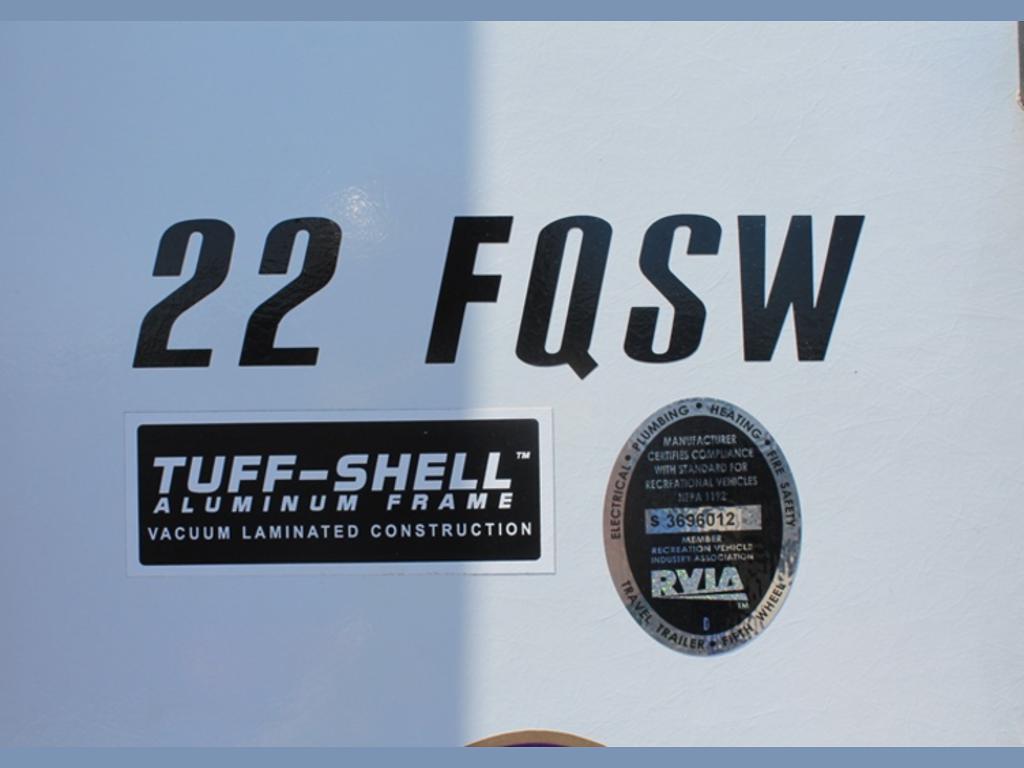 22 FQSW
TUFF-SHELL™
ALUMINUM FRAME
VACUUM LAMINATED CONSTRUCTION
ELECTRICAL • PLUMBING • HEATING • FIRE SAFETY
MANUFACTURER
CERTIFIES COMPLIANCE
WITH STANDARD FOR
RECREATIONAL VEHICLES
NFPA 1192
S 3696012
MEMBER
RECREATION VEHICLE
INDUSTRY ASSOCIATION
RVIA™
D
TRAVEL TRAILER • FIFTH WHEEL